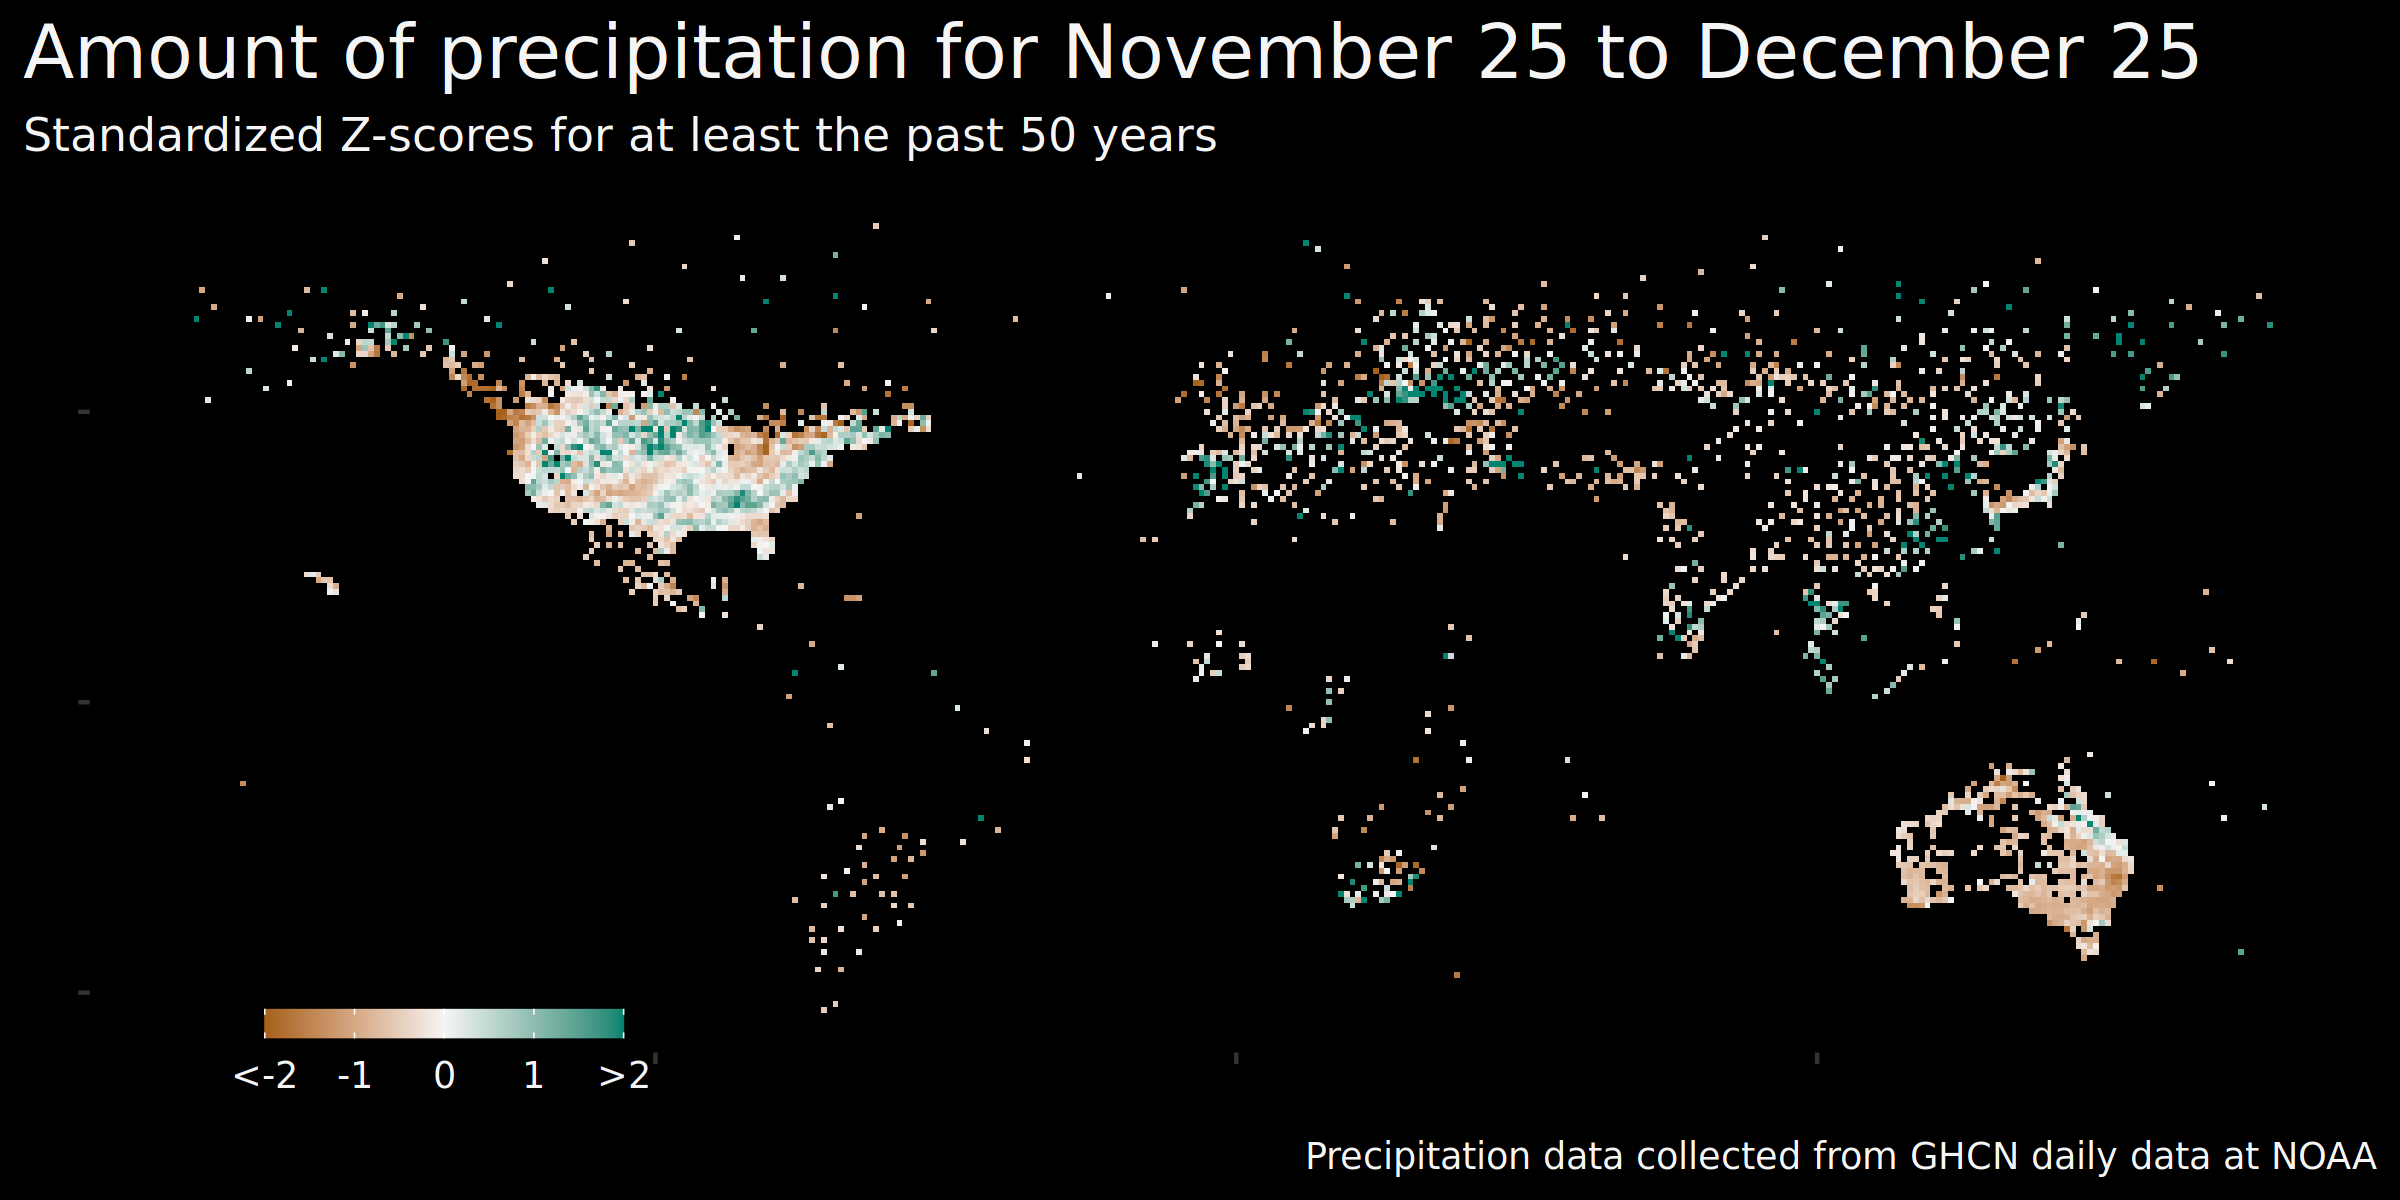 Amount of precipitation for November 25 to December 25
Standardized Z-scores for at least the past 50 years
<-2 -1 0 1 >2
Precipitation data collected from GHCN daily data at NOAA